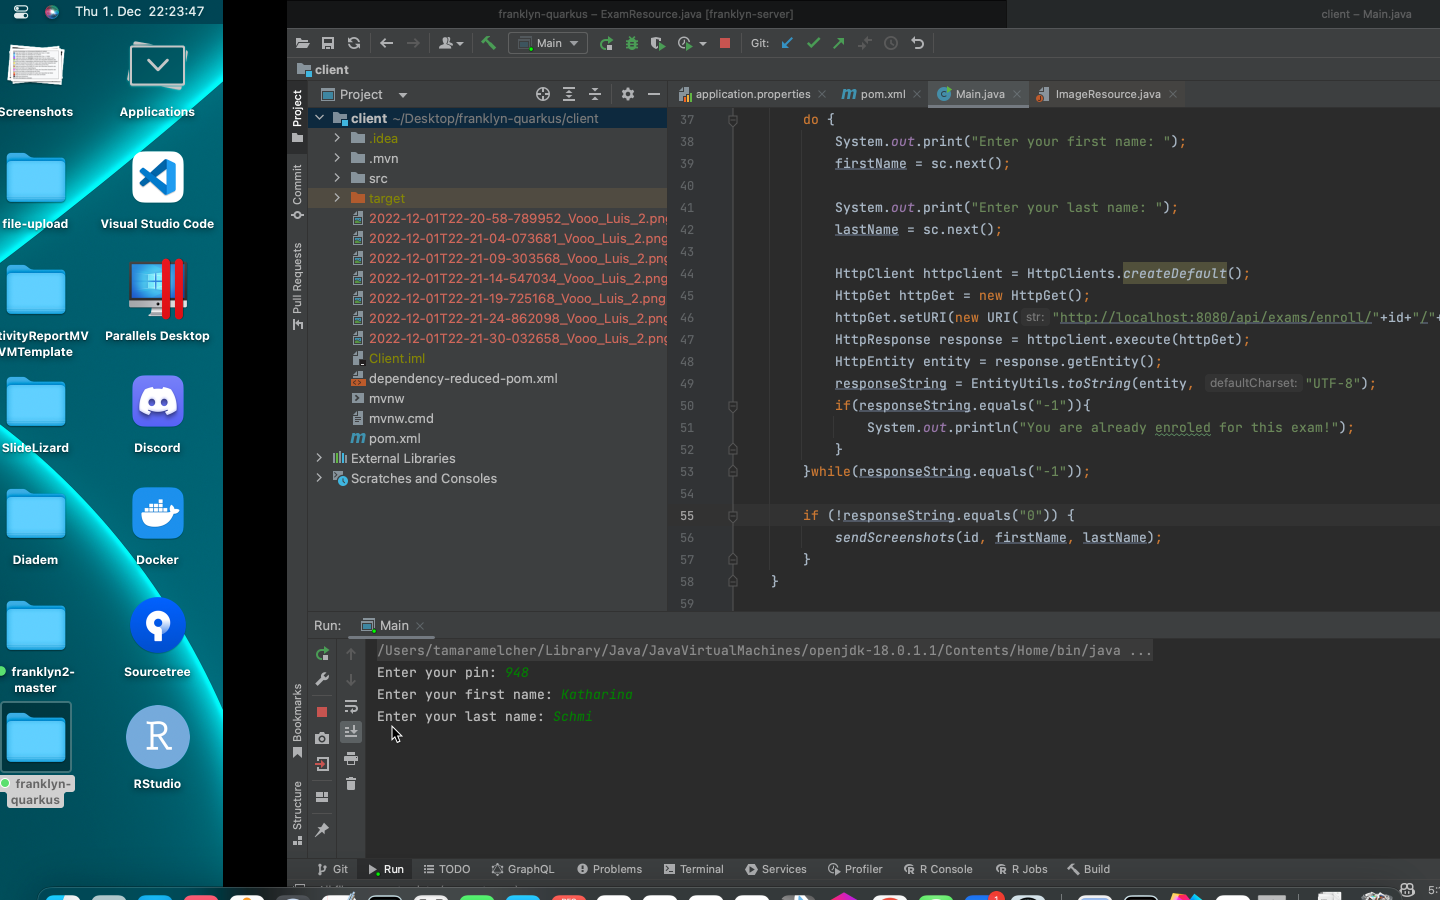 Thu 1. Dec 22:23:47
Screenshots
Applications
file-upload
Visual Studio Code
tivityReportMV
VMTemplate
Parallels Desktop
SlideLizard
Discord
Diadem
Docker
franklyn2-
master
Sourcetree
franklyn-
quarkus
R
RStudio
franklyn-quarkus – ExamResource.java [franklyn-server]
client – Main.java
Main
Git:
client
Project
Commit
Pull Requests
Bookmarks
Structure
Project
client ~/Desktop/franklyn-quarkus/client
.idea
.mvn
src
target
2022-12-01T22-20-58-789952_Vooo_Luis_2.png
2022-12-01T22-21-04-073681_Vooo_Luis_2.png
2022-12-01T22-21-09-303568_Vooo_Luis_2.png
2022-12-01T22-21-14-547034_Vooo_Luis_2.png
2022-12-01T22-21-19-725168_Vooo_Luis_2.png
2022-12-01T22-21-24-862098_Vooo_Luis_2.png
2022-12-01T22-21-30-032658_Vooo_Luis_2.png
Client.iml
dependency-reduced-pom.xml
mvnw
mvnw.cmd
pom.xml
External Libraries
Scratches and Consoles
application.properties
pom.xml
Main.java
ImageResource.java
37 do {
38 System.out.print("Enter your first name: ");
39 firstName = sc.next();
40
41 System.out.print("Enter your last name: ");
42 lastName = sc.next();
43
44 HttpClient httpclient = HttpClients.createDefault();
45 HttpGet httpGet = new HttpGet();
46 httpGet.setURI(new URI( str: "http://localhost:8080/api/exams/enroll/"+id+"/"+
47 HttpResponse response = httpclient.execute(httpGet);
48 HttpEntity entity = response.getEntity();
49 responseString = EntityUtils.toString(entity, defaultCharset: "UTF-8");
50 if(responseString.equals("-1")){
51 System.out.println("You are already enroled for this exam!");
52 }
53 }while(responseString.equals("-1"));
54
55 if (!responseString.equals("0")) {
56 sendScreenshots(id, firstName, lastName);
57 }
58 }
59
Run: Main
/Users/tamaramelcher/Library/Java/JavaVirtualMachines/openjdk-18.0.1.1/Contents/Home/bin/java ...
Enter your pin: 948
Enter your first name: Katharina
Enter your last name: Schmi
Git
Run
TODO
GraphQL
Problems
Terminal
Services
Profiler
R Console
R Jobs
Build